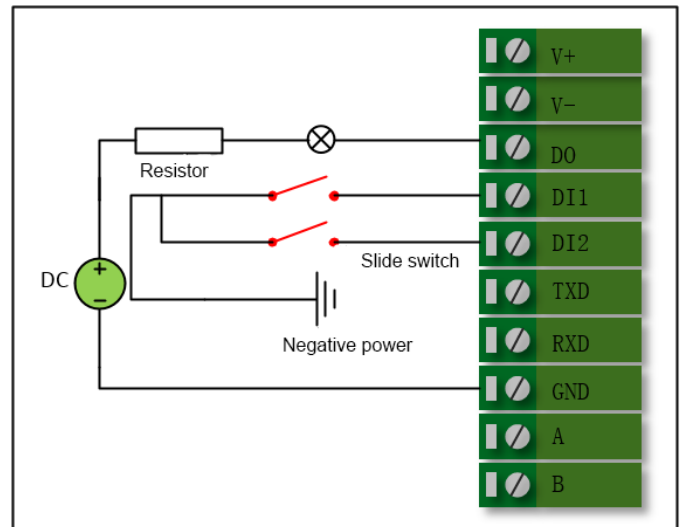 V+
V-
DO
Resistor
DI1
DI2
Slide switch
DC
+
−
TXD
Negative power
RXD
GND
A
B